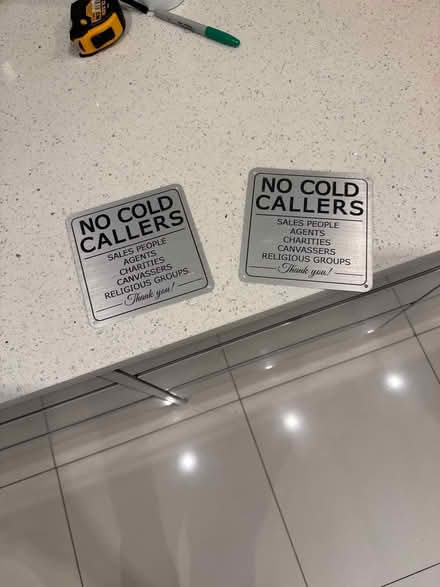 NO COLD
CALLERS
SALES PEOPLE
AGENTS
CHARITIES
CANVASSERS
RELIGIOUS GROUPS
Thank you!
NO COLD
CALLERS
SALES PEOPLE
AGENTS
CHARITIES
CANVASSERS
RELIGIOUS GROUPS
Thank you!